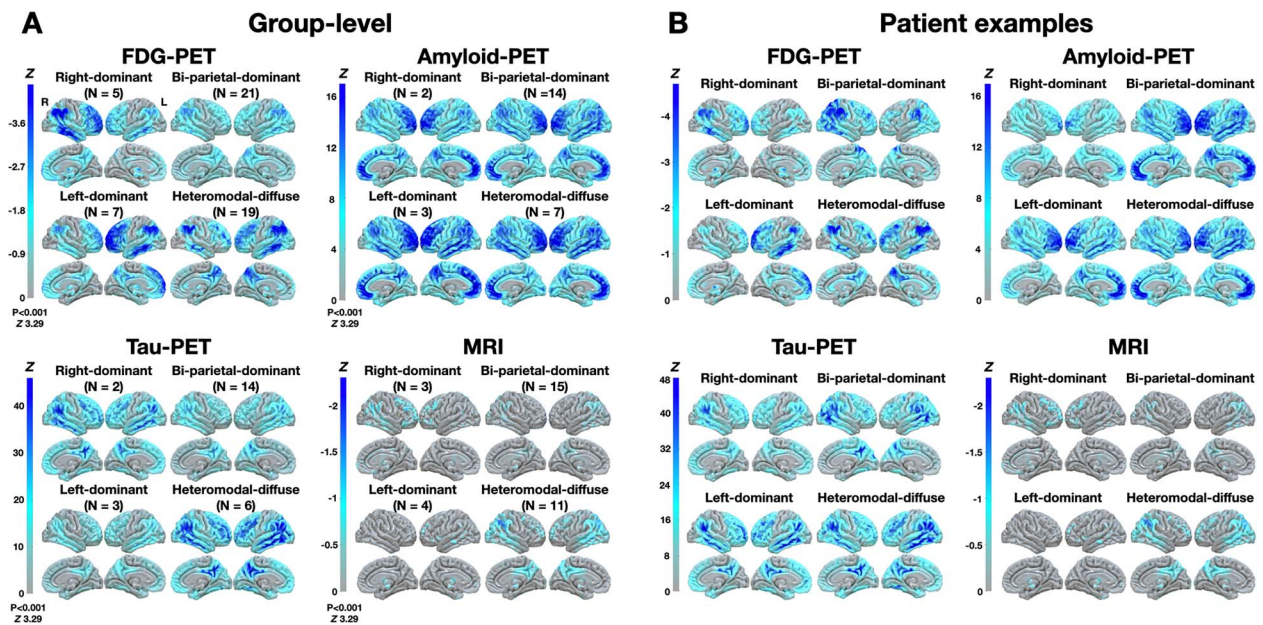 A
Group-level
FDG-PET
Z
Right-dominant
(N = 5)
Bi-parietal-dominant
(N = 21)
R
L
-3.6
-2.7
Left-dominant
(N = 7)
Heteromodal-diffuse
(N = 19)
-1.8
-0.9
0
P<0.001
Z 3.29
Amyloid-PET
Z
Right-dominant
(N = 2)
Bi-parietal-dominant
(N =14)
16
12
Left-dominant
(N = 3)
Heteromodal-diffuse
(N = 7)
8
4
0
P<0.001
Z 3.29
Tau-PET
Z
Right-dominant
(N = 2)
Bi-parietal-dominant
(N = 14)
40
30
Left-dominant
(N = 3)
Heteromodal-diffuse
(N = 6)
20
10
0
P<0.001
Z 3.29
MRI
Z
Right-dominant
(N = 3)
Bi-parietal-dominant
(N = 15)
-2
-1.5
Left-dominant
(N = 4)
Heteromodal-diffuse
(N = 11)
-1
-0.5
0
P<0.001
Z 3.29
B
Patient examples
FDG-PET
Z
Right-dominant
Bi-parietal-dominant
-4
-3
Left-dominant
Heteromodal-diffuse
-2
-1
0
Amyloid-PET
Z
Right-dominant
Bi-parietal-dominant
16
12
Left-dominant
Heteromodal-diffuse
8
4
0
Tau-PET
Z
Right-dominant
Bi-parietal-dominant
48
40
32
24
Left-dominant
Heteromodal-diffuse
16
8
0
MRI
Z
Right-dominant
Bi-parietal-dominant
-2
-1.5
Left-dominant
Heteromodal-diffuse
-1
-0.5
0